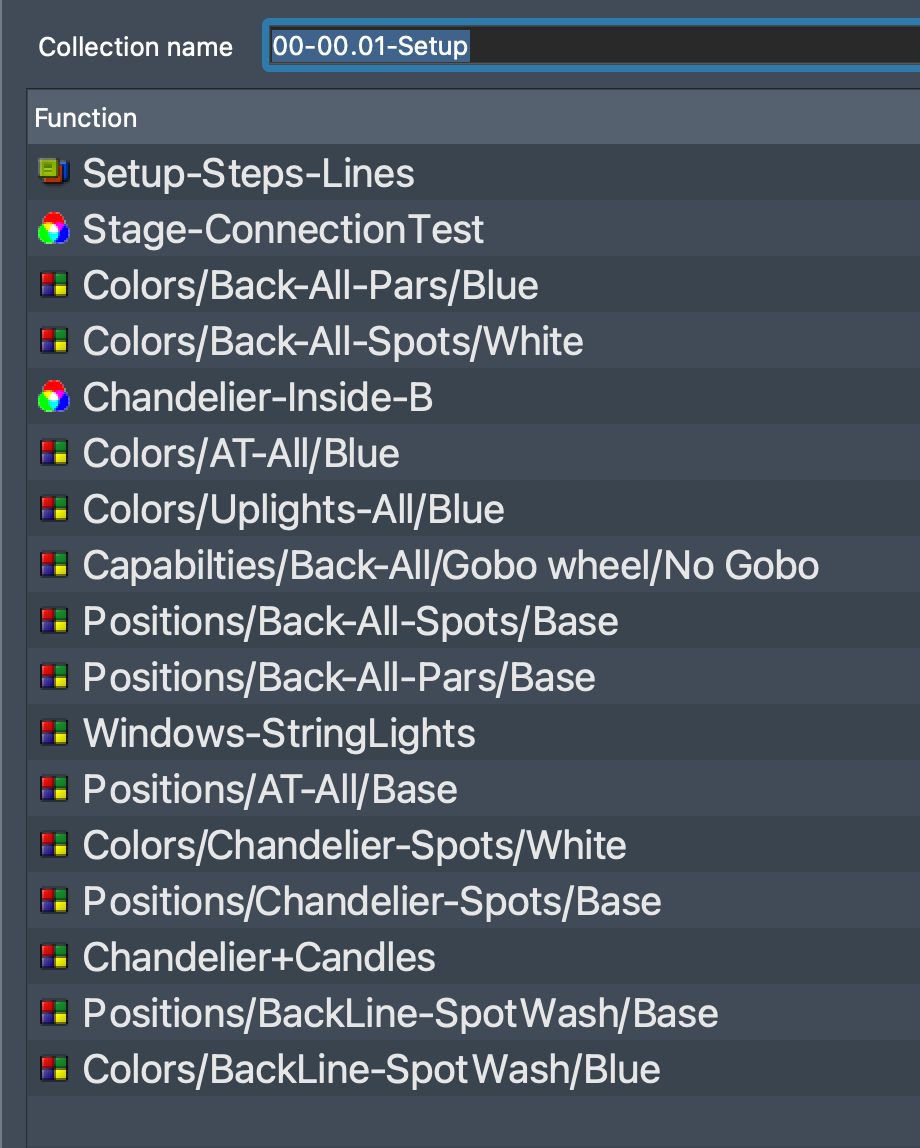 Collection name 00-00.01-Setup
Function
Setup-Steps-Lines
Stage-ConnectionTest
Colors/Back-All-Pars/Blue
Colors/Back-All-Spots/White
Chandelier-Inside-B
Colors/AT-All/Blue
Colors/Uplights-All/Blue
Capabilties/Back-All/Gobo wheel/No Gobo
Positions/Back-All-Spots/Base
Positions/Back-All-Pars/Base
Windows-StringLights
Positions/AT-All/Base
Colors/Chandelier-Spots/White
Positions/Chandelier-Spots/Base
Chandelier+Candles
Positions/BackLine-SpotWash/Base
Colors/BackLine-SpotWash/Blue